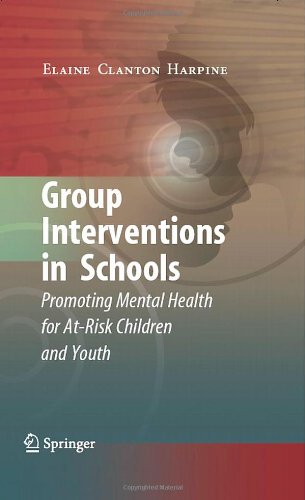 ELAINE CLANTON HARPINE
Group
Interventions
in Schools
Promoting Mental Health
for At-Risk Children
and Youth
Springer